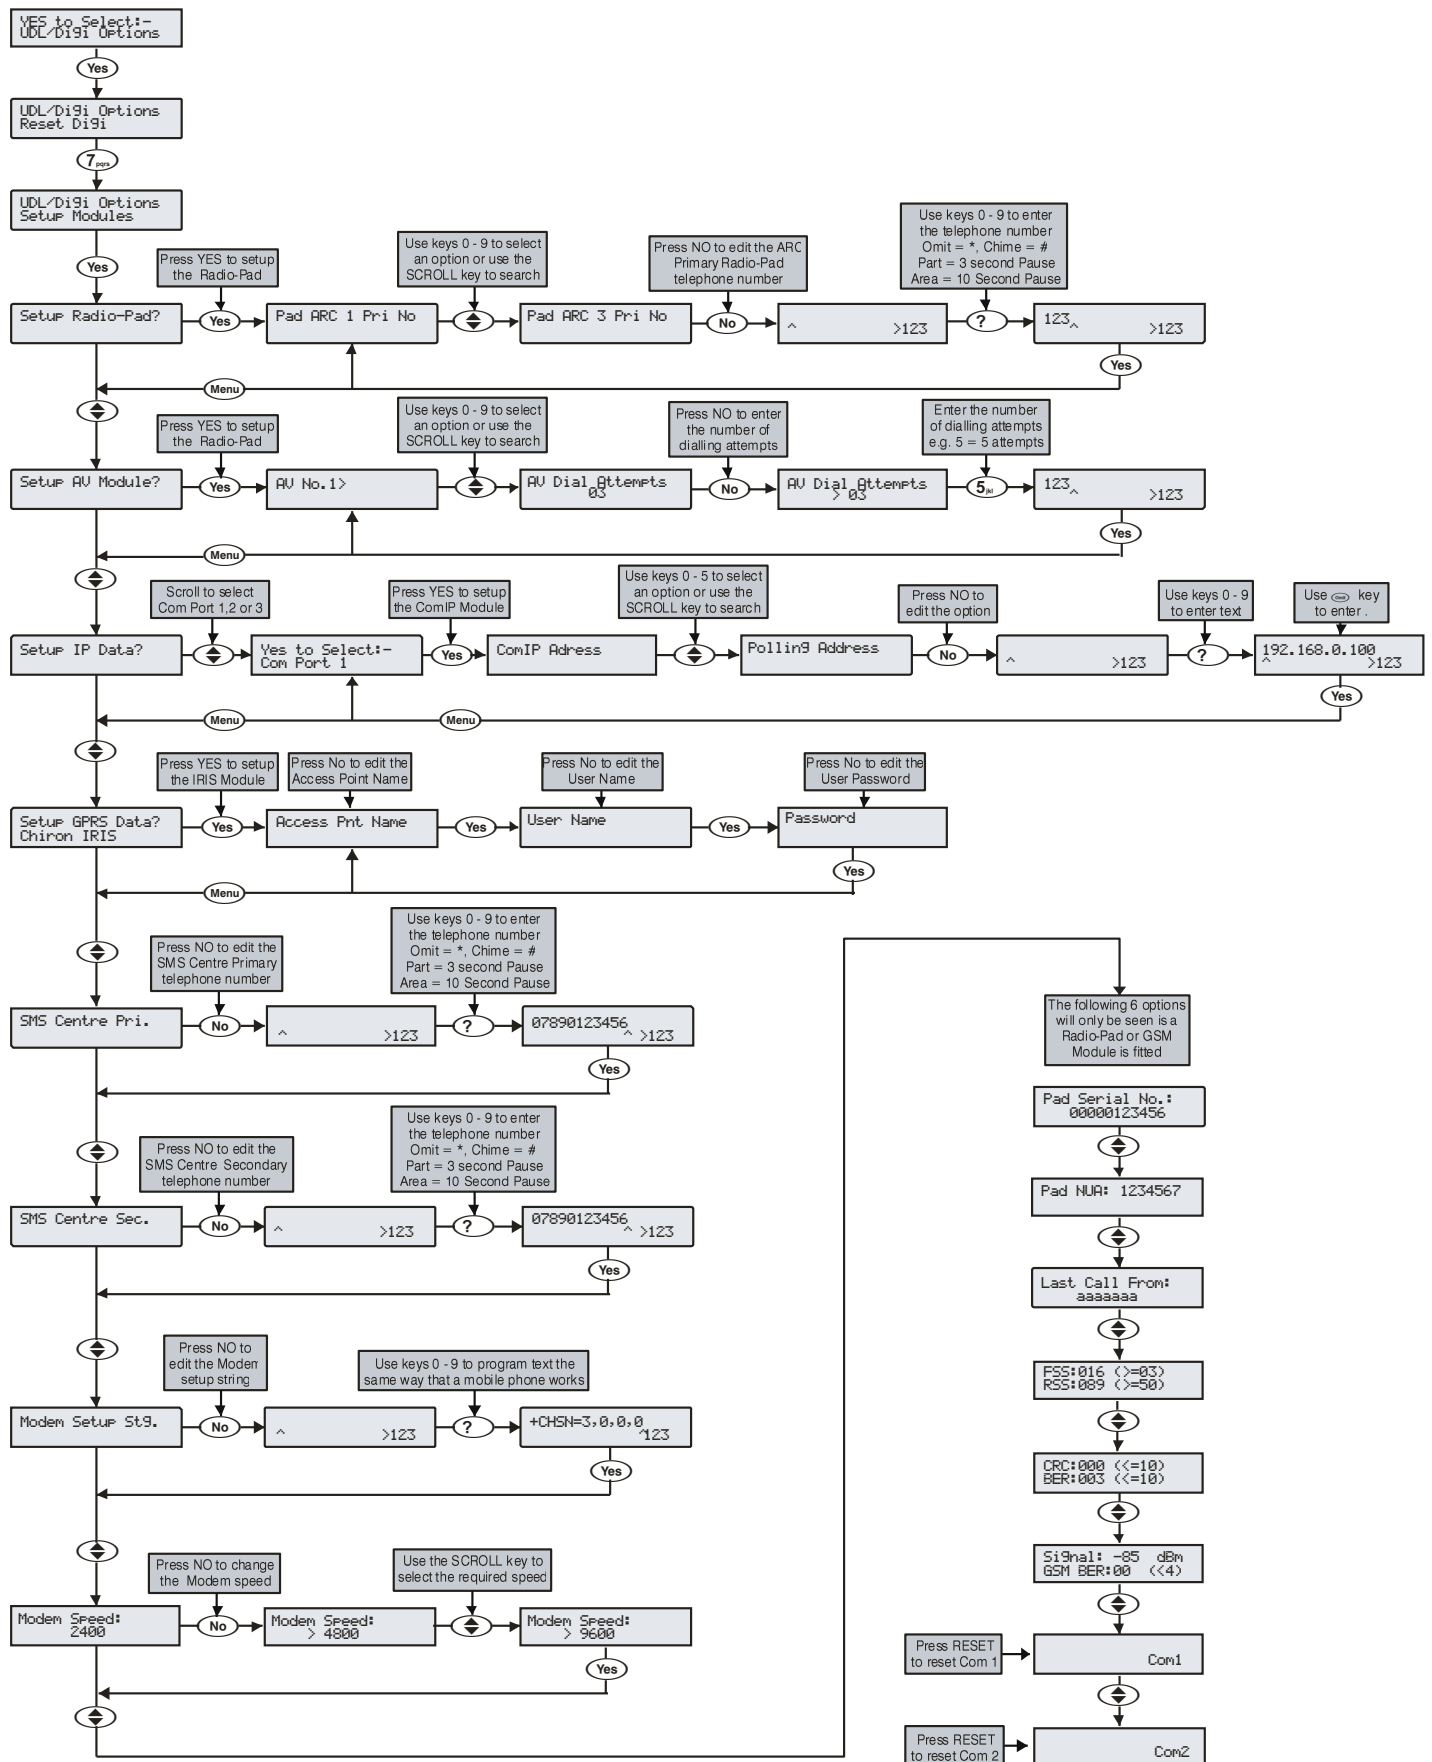 YES to Select:-
UDL/Digi Options
Yes
UDL/Digi Options
Reset Digi
7pqrs
UDL/Digi Options
Setup Modules
Yes
Press YES to setup
the Radio-Pad
Use keys 0 - 9 to select
an option or use the
SCROLL key to search
Press NO to edit the ARC
Primary Radio-Pad
telephone number
Use keys 0 - 9 to enter
the telephone number
Omit = *, Chime = #
Part = 3 second Pause
Area = 10 Second Pause
Setup Radio-Pad?
Yes
Pad ARC 1 Pri No
Pad ARC 3 Pri No
No
^ >123
?
123^ >123
Yes
Menu
Press YES to setup
the Radio-Pad
Use keys 0 - 9 to select
an option or use the
SCROLL key to search
Press NO to enter
the number of
dialling attempts
Enter the number
of dialling attempts
e.g. 5 = 5 attempts
Setup AV Module?
Yes
AV No.1>
AV Dial Attempts
03
No
AV Dial Attempts
> 03
5jkl
123^ >123
Yes
Menu
Scroll to select
Com Port 1,2 or 3
Press YES to setup
the ComIP Module
Use keys 0 - 5 to select
an option or use the
SCROLL key to search
Press NO to
edit the option
Use keys 0 - 9
to enter text
Use key
to enter .
Setup IP Data?
Yes to Select:-
Com Port 1
Yes
ComIP Adress
Polling Address
No
^ >123
?
192.168.0.100
^ >123
Yes
Menu
Menu
Press YES to setup
the IRIS Module
Press No to edit the
Access Point Name
Press No to edit the
User Name
Press No to edit the
User Password
Setup GPRS Data?
Chiron IRIS
Yes
Access Pnt Name
Yes
User Name
Yes
Password
Yes
Menu
Press NO to edit the
SMS Centre Primary
telephone number
Use keys 0 - 9 to enter
the telephone number
Omit = *, Chime = #
Part = 3 second Pause
Area = 10 Second Pause
SMS Centre Pri.
No
^ >123
?
07890123456
^ >123
Yes
Press NO to edit the
SMS Centre Secondary
telephone number
Use keys 0 - 9 to enter
the telephone number
Omit = *, Chime = #
Part = 3 second Pause
Area = 10 Second Pause
SMS Centre Sec.
No
^ >123
?
07890123456
^ >123
Yes
Press NO to
edit the Modem
setup string
Use keys 0 - 9 to program text the
same way that a mobile phone works
Modem Setup Stg.
No
^ >123
?
+CHSN=3,0,0,0
^123
Yes
Press NO to change
the Modem speed
Use the SCROLL key to
select the required speed
Modem Speed:
2400
No
Modem Speed:
> 4800
Modem Speed:
> 9600
Yes
The following 6 options
will only be seen is a
Radio-Pad or GSM
Module is fitted
Pad Serial No.:
00000123456
Pad NUA: 1234567
Last Call From:
aaaaaaa
FSS:016 (>=03)
RSS:089 (>=50)
CRC:000 (<=10)
BER:003 (<=10)
Signal: -85 dBm
GSM BER:00 (<4)
Press RESET
to reset Com 1
Com1
Press RESET
to reset Com 2
Com2